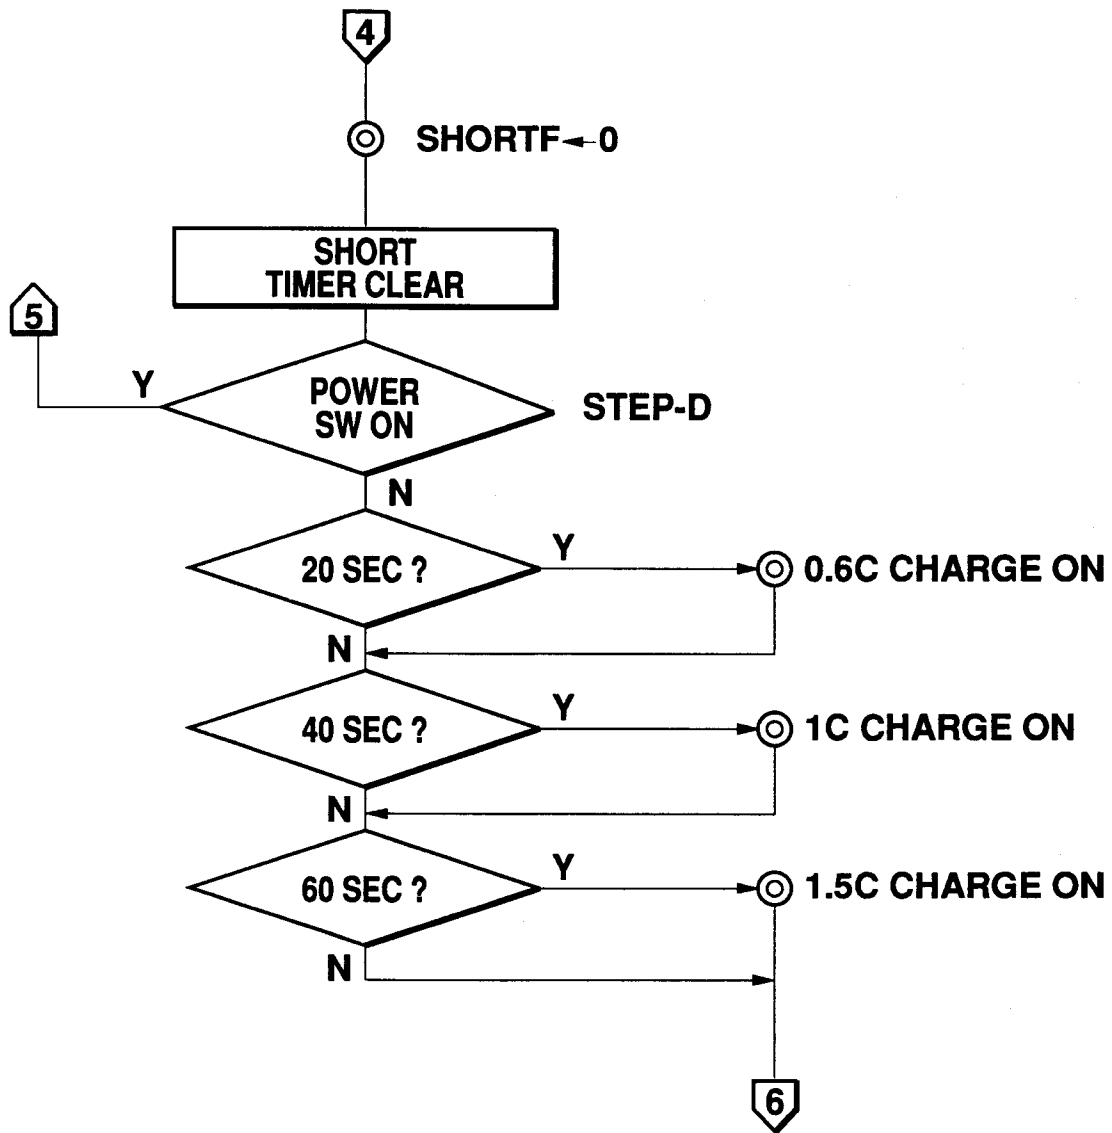 4
SHORTF←0
SHORT
TIMER CLEAR
5
Y
POWER
SW ON
STEP-D
N
20 SEC ?
Y
0.6C CHARGE ON
N
40 SEC ?
Y
1C CHARGE ON
N
60 SEC ?
Y
1.5C CHARGE ON
N
6